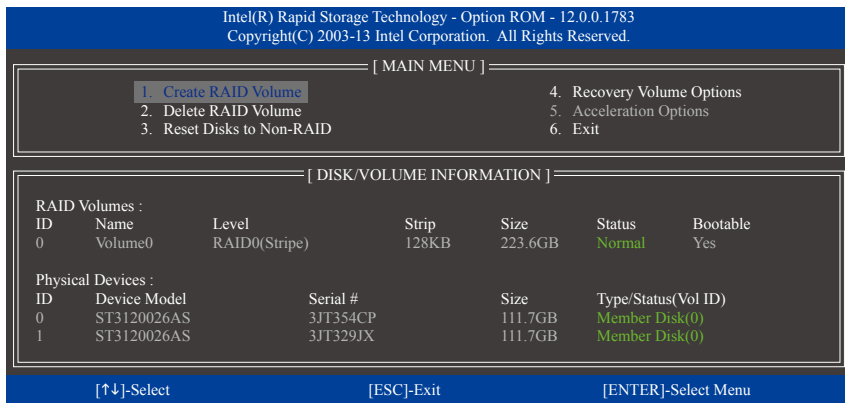 Intel(R) Rapid Storage Technology - Option ROM - 12.0.0.1783
Copyright(C) 2003-13 Intel Corporation.  All Rights Reserved.
[ MAIN MENU ]
1. Create RAID Volume 4. Recovery Volume Options
2. Delete RAID Volume 5. Acceleration Options
3. Reset Disks to Non-RAID 6. Exit
[ DISK/VOLUME INFORMATION ]
RAID Volumes :
ID Name Level Strip Size Status Bootable
0 Volume0 RAID0(Stripe) 128KB 223.6GB Normal Yes
Physical Devices :
ID Device Model Serial # Size Type/Status(Vol ID)
0 ST3120026AS 3JT354CP 111.7GB Member Disk(0)
1 ST3120026AS 3JT329JX 111.7GB Member Disk(0)
[↑↓]-Select [ESC]-Exit [ENTER]-Select Menu